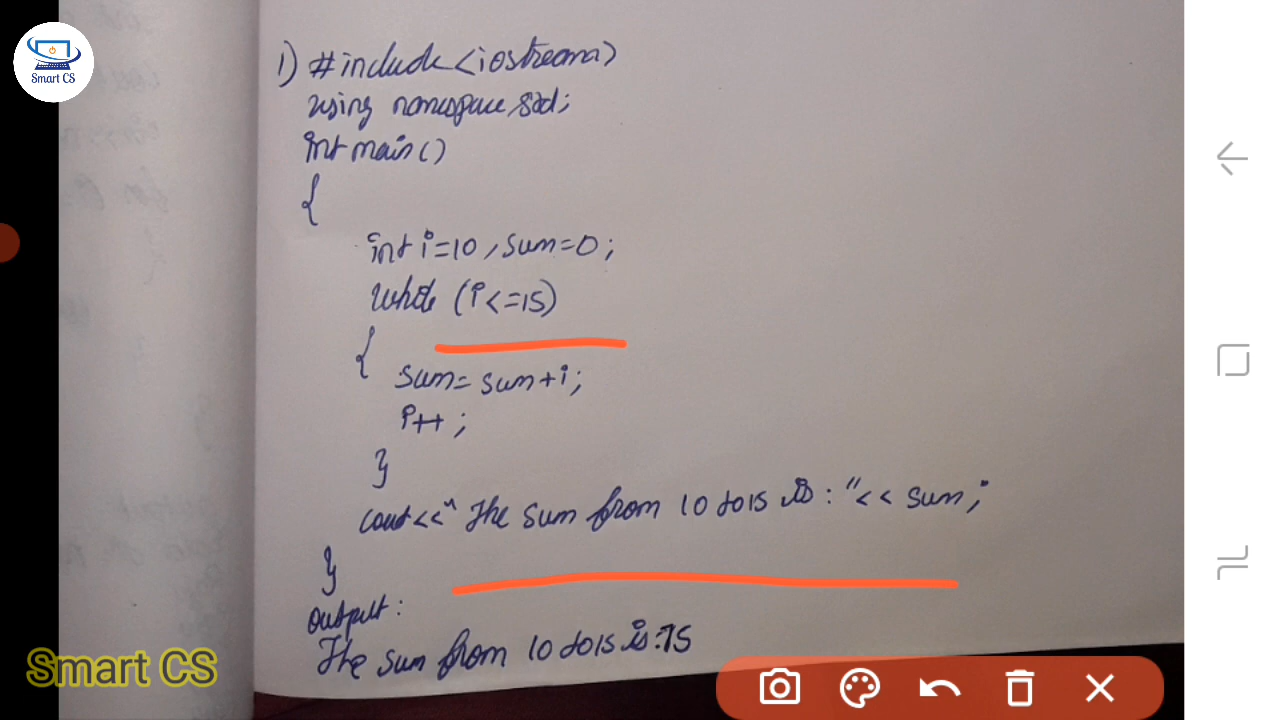 Smart CS
1) #include<iostream>
using namespace std;
int main()
{
int i=10, sum=0;
while (i<=15)
{
sum=sum+i;
i++;
}
cout<<"The sum from 10 to 15 is:"<< sum;
}
output:
The sum from 10 to 15 is:75
Smart CS